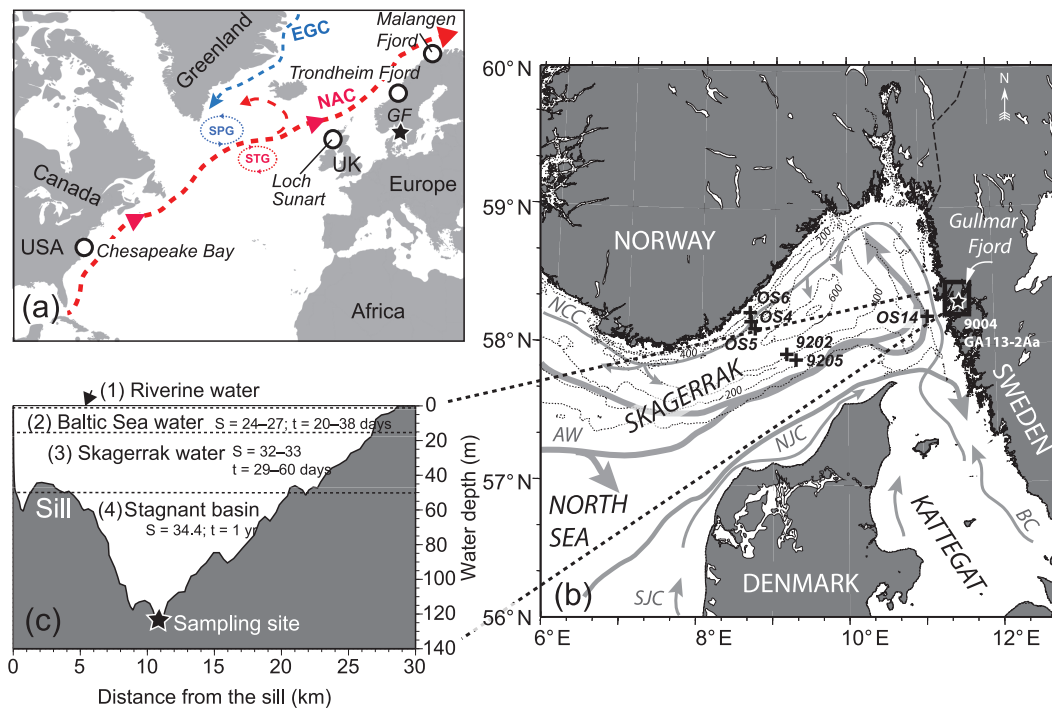 Malangen
Fjord
EGC
Greenland
Trondheim Fjord
NAC
GF
SPG
STG
UK
Loch
Sunart
Europe
Canada
USA
Chesapeake Bay
Africa
(a)
(1) Riverine water
(2) Baltic Sea water S = 24–27; t = 20–38 days
(3) Skagerrak water S = 32–33
t = 29–60 days
Sill
(4) Stagnant basin
S = 34.4; t = 1 yr
Sampling site
(c)
0
20
40
60
80
100
120
140
Water depth (m)
0 5 10 15 20 25 30
Distance from the sill (km)
60°N
59°N
58°N
57°N
56°N
N
NORWAY
Gullmar
Fjord
200
600
400
OS6
OS4
OS5
OS14
9004
GA113-2Aa
NCC
400
9202
9205
SKAGERRAK
200
SWEDEN
AW
NJC
NORTH
SEA
BC
KATTEGAT
DENMARK
SJC
(b)
6°E 8°E 10°E 12°E